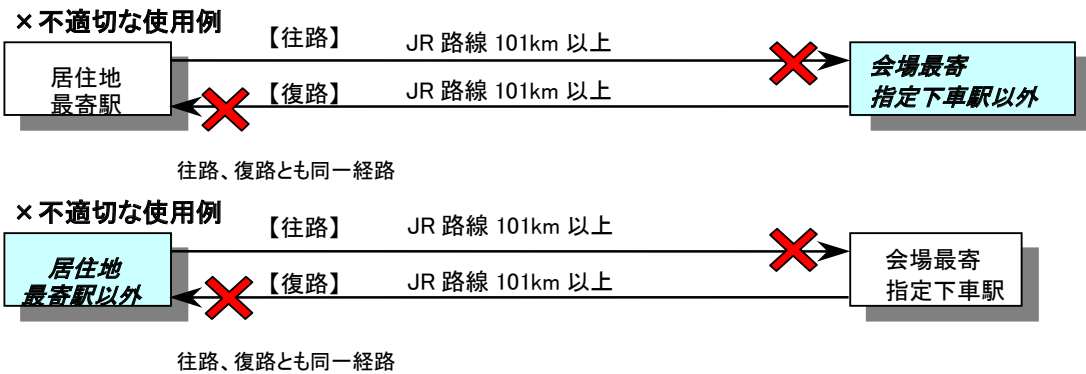 ×不適切な使用例
【往路】 JR 路線 101km 以上
居住地
最寄駅
会場最寄
指定下車駅以外
【復路】 JR 路線 101km 以上
往路、復路とも同一経路
×不適切な使用例
【往路】 JR 路線 101km 以上
居住地
最寄駅以外
会場最寄
指定下車駅
【復路】 JR 路線 101km 以上
往路、復路とも同一経路